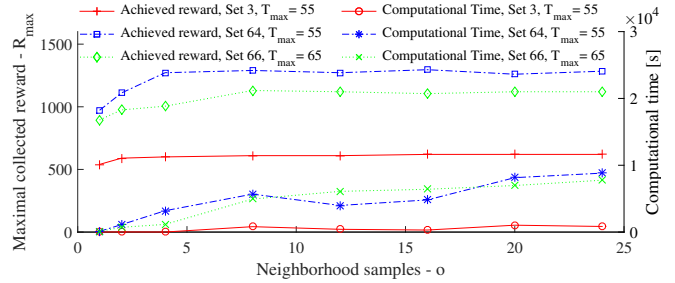 Achieved reward, Set 3, T_max = 55
Achieved reward, Set 64, T_max = 55
Achieved reward, Set 66, T_max = 65
Computational Time, Set 3, T_max = 55
Computational Time, Set 64, T_max = 55
Computational Time, Set 66, T_max = 65
×10^4
Maximal collected reward - R_max
1500
1000
500
0
0 5 10 15 20 25
Neighborhood samples - o
3
2
1
0
Computational time [s]